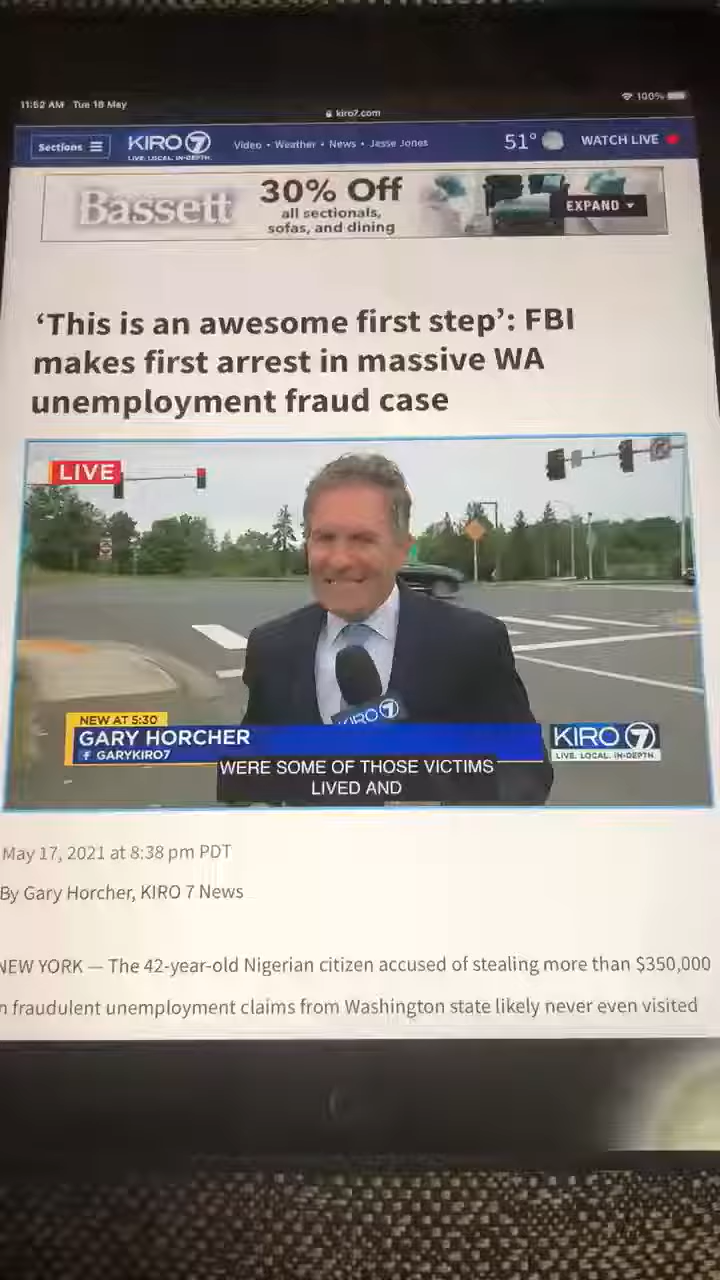 11:52 AM Tue 18 May
100%
kiro7.com
Sections
KIRO 7
LIVE. LOCAL. IN-DEPTH.
Video • Weather • News • Jesse Jones
51°
WATCH LIVE
Bassett
30% Off
all sectionals,
sofas, and dining
EXPAND
‘This is an awesome first step’: FBI
makes first arrest in massive WA
unemployment fraud case
LIVE
KIRO 7
NEW AT 5:30
GARY HORCHER
f GARYKIRO7
KIRO 7
LIVE. LOCAL. IN-DEPTH.
WERE SOME OF THOSE VICTIMS
LIVED AND
May 17, 2021 at 8:38 pm PDT
By Gary Horcher, KIRO 7 News
NEW YORK — The 42-year-old Nigerian citizen accused of stealing more than $350,000
n fraudulent unemployment claims from Washington state likely never even visited